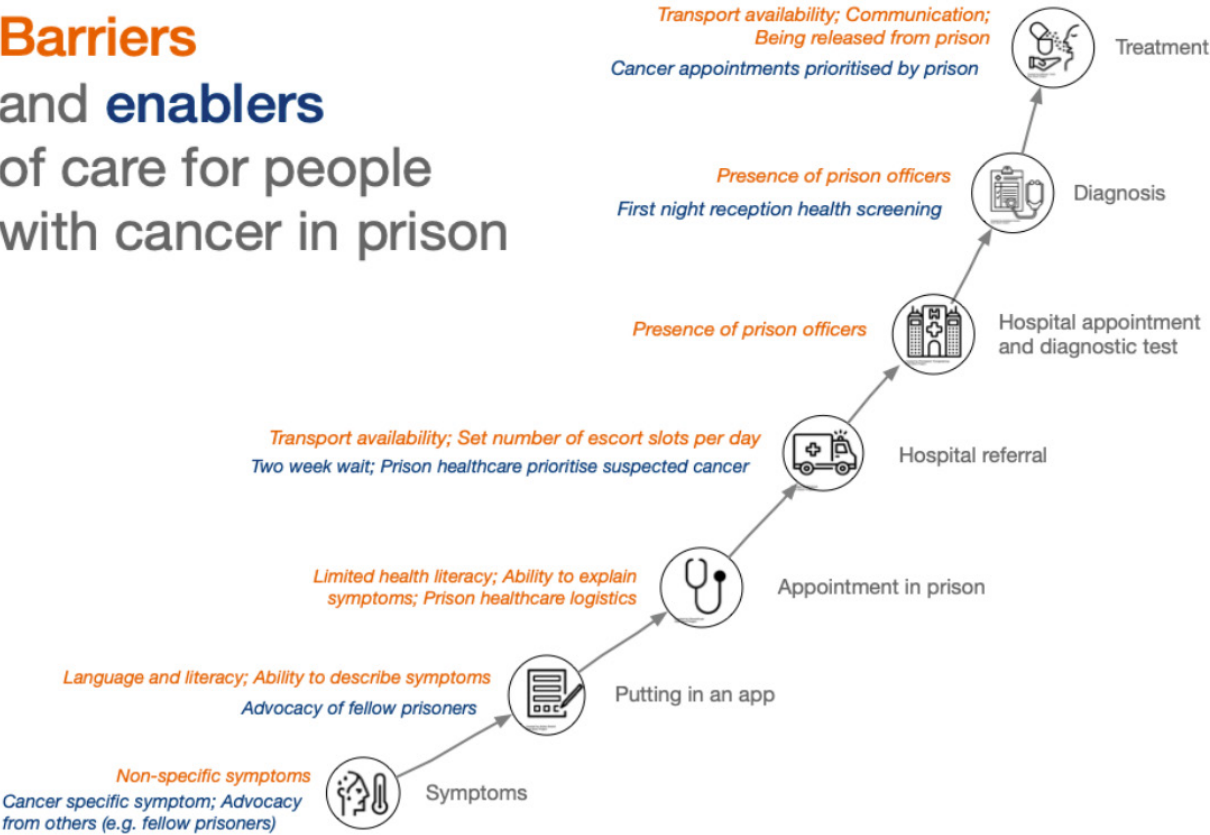 Barriers
and enablers
of care for people
with cancer in prison
Transport availability; Communication;
Being released from prison
Cancer appointments prioritised by prison
Treatment
Presence of prison officers
First night reception health screening
Diagnosis
Presence of prison officers
Hospital appointment
and diagnostic test
Transport availability; Set number of escort slots per day
Two week wait; Prison healthcare prioritise suspected cancer
Hospital referral
Limited health literacy; Ability to explain
symptoms; Prison healthcare logistics
Appointment in prison
Language and literacy; Ability to describe symptoms
Advocacy of fellow prisoners
Putting in an app
Non-specific symptoms
Cancer specific symptom; Advocacy
from others (e.g. fellow prisoners)
Symptoms